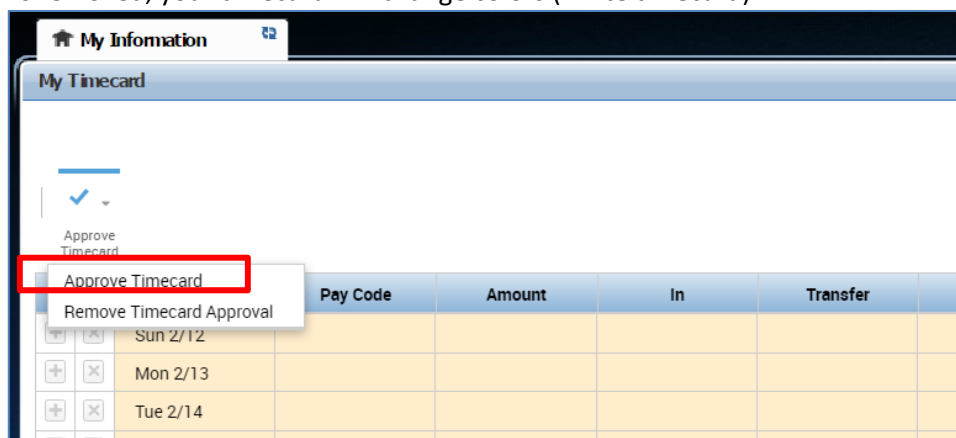 My Information
My Timecard
Approve
Timecard
Approve Timecard
Remove Timecard Approval
Pay Code Amount In Transfer
Sun 2/12
Mon 2/13
Tue 2/14